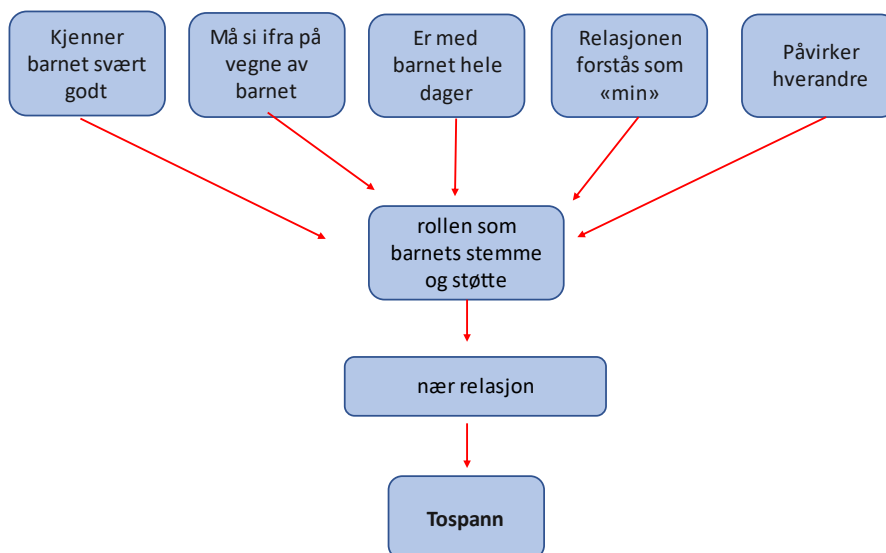 Kjenner
barnet svært
godt
Må si ifra på
vegne av
barnet
Er med
barnet hele
dager
Relasjonen
forstås som
«min»
Påvirker
hverandre
rollen som
barnets stemme
og støtte
nær relasjon
Tospann